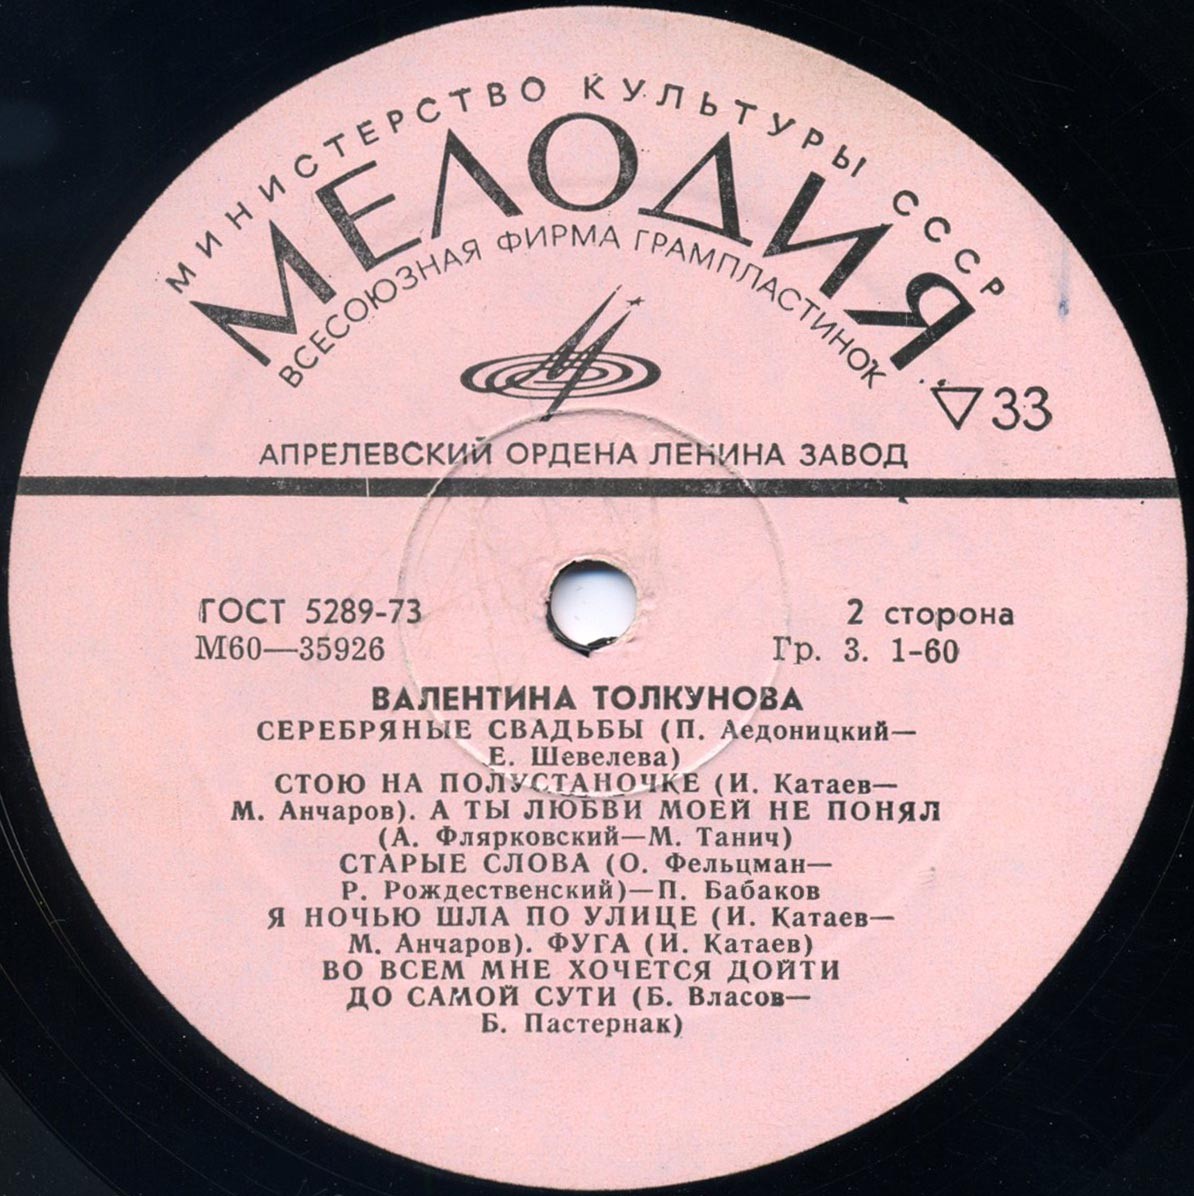 МИНИСТЕРСТВО КУЛЬТУРЫ СССР
МЕЛОДИЯ
ВСЕСОЮЗНАЯ ФИРМА ГРАМПЛАСТИНОК
33
АПРЕЛЕВСКИЙ ОРДЕНА ЛЕНИНА ЗАВОД
ГОСТ 5289-73 2 сторона
М60—35926 Гр. 3. 1-60
ВАЛЕНТИНА ТОЛКУНОВА
СЕРЕБРЯНЫЕ СВАДЬБЫ (П. Аедоницкий—
Е. Шевелева)
СТОЮ НА ПОЛУСТАНОЧКЕ (И. Катаев—
М. Анчаров). А ТЫ ЛЮБВИ МОЕЙ НЕ ПОНЯЛ
(А. Флярковский—М. Танич)
СТАРЫЕ СЛОВА (О. Фельцман—
Р. Рождественский)—П. Бабаков
Я НОЧЬЮ ШЛА ПО УЛИЦЕ (И. Катаев—
М. Анчаров). ФУГА (И. Катаев)
ВО ВСЕМ МНЕ ХОЧЕТСЯ ДОЙТИ
ДО САМОЙ СУТИ (Б. Власов—
Б. Пастернак)